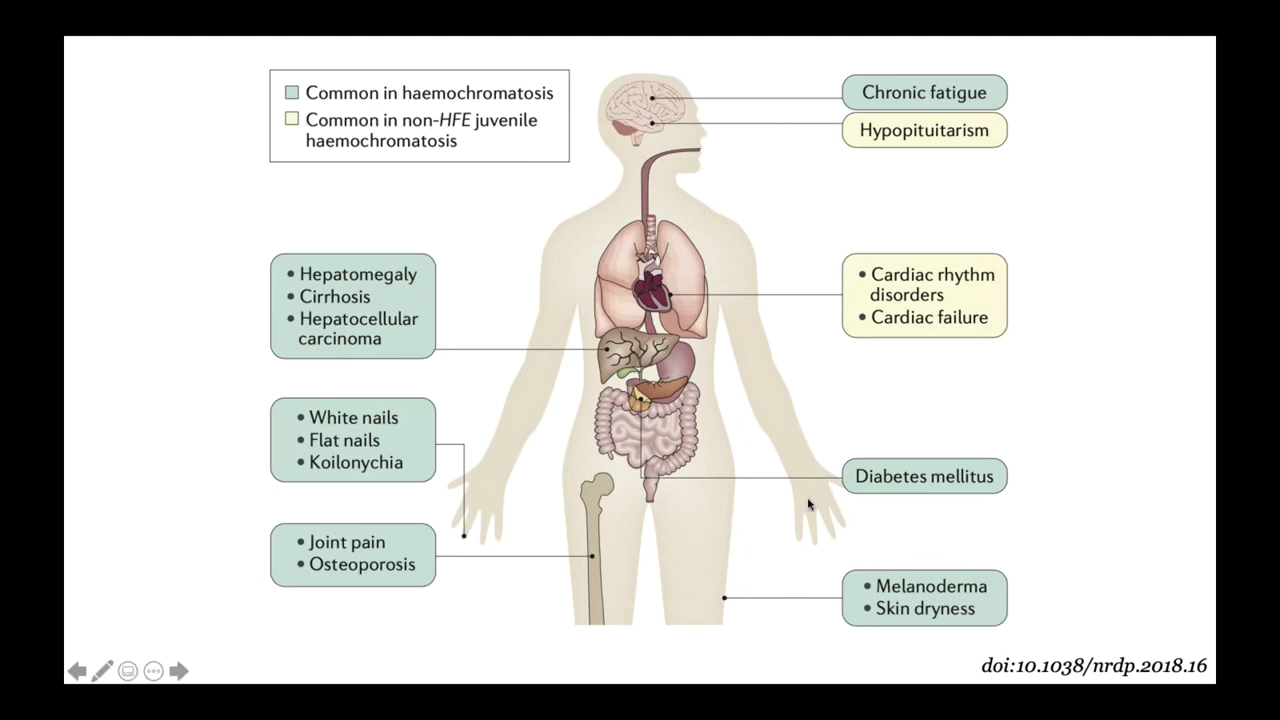 Common in haemochromatosis
Common in non-HFE juvenile
haemochromatosis
Chronic fatigue
Hypopituitarism
• Hepatomegaly
• Cirrhosis
• Hepatocellular
carcinoma
• Cardiac rhythm
disorders
• Cardiac failure
• White nails
• Flat nails
• Koilonychia
Diabetes mellitus
• Joint pain
• Osteoporosis
• Melanoderma
• Skin dryness
doi:10.1038/nrdp.2018.16